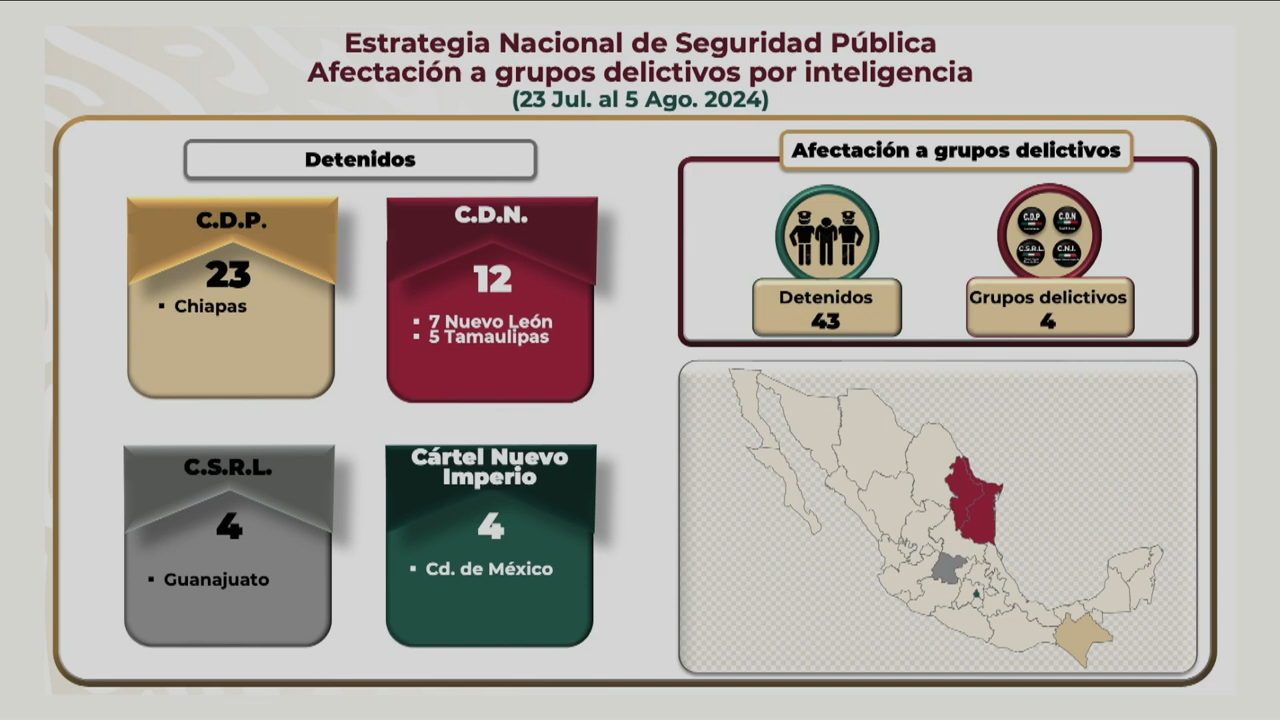 Estrategia Nacional de Seguridad Pública
Afectación a grupos delictivos por inteligencia
(23 Jul. al 5 Ago. 2024)
Detenidos
C.D.P.
23
▪ Chiapas
C.D.N.
12
▪ 7 Nuevo León
▪ 5 Tamaulipas
C.S.R.L.
4
▪ Guanajuato
Cártel Nuevo
Imperio
4
▪ Cd. de México
Afectación a grupos delictivos
C.D.P
C.D.N
C.S.R.L.
C.N.I.
Detenidos
43
Grupos delictivos
4